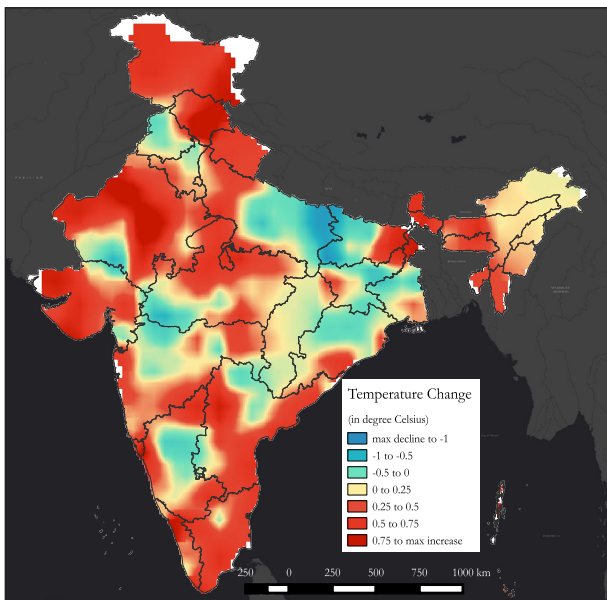 Temperature Change
(in degree Celsius)
max decline to -1
-1 to -0.5
-0.5 to 0
0 to 0.25
0.25 to 0.5
0.5 to 0.75
0.75 to max increase
250 0 250 500 750 1000 km